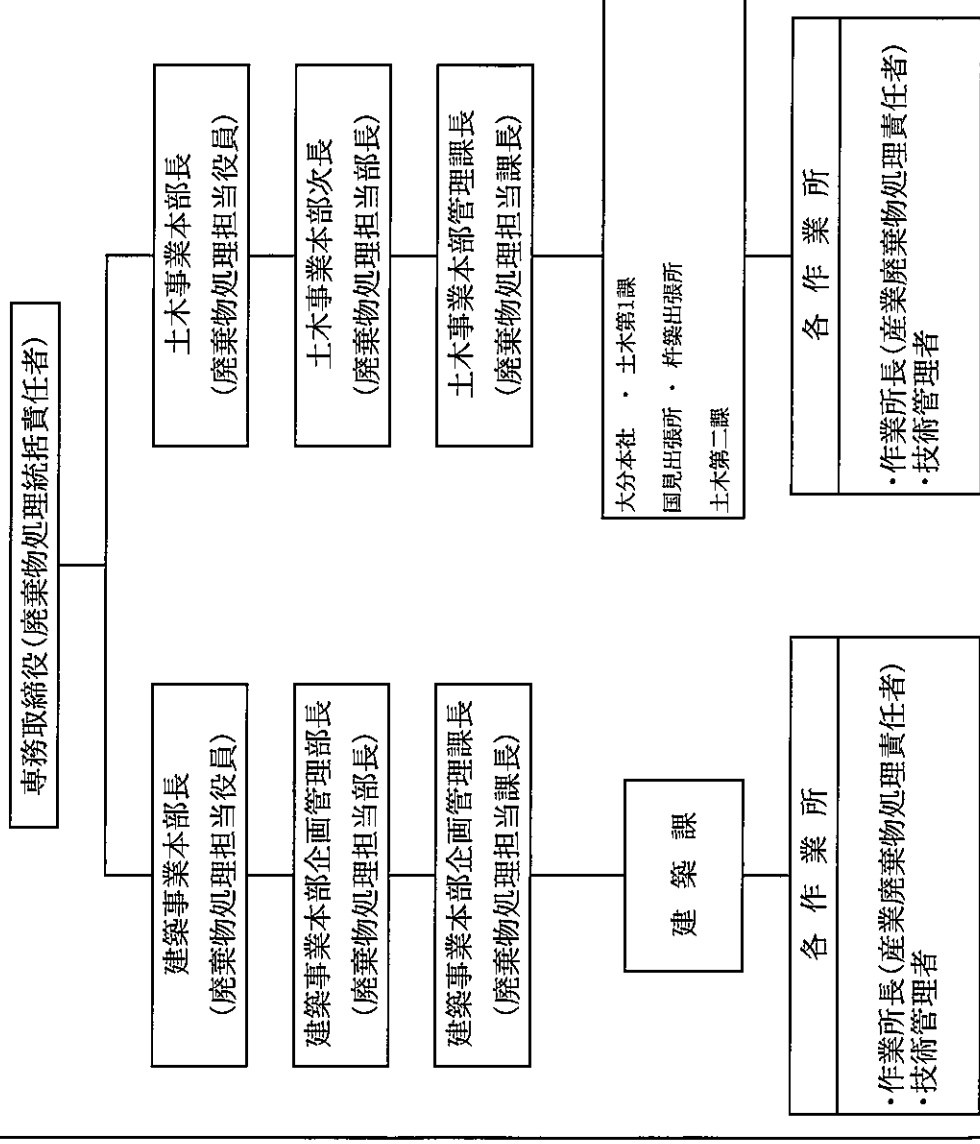 専務取締役(廃棄物処理統括責任者)
建築事業本部長
(廃棄物処理担当役員)
建築事業本部企画管理部長
(廃棄物処理担当部長)
建築事業本部企画管理課長
(廃棄物処理担当課長)
建築課
各作業所
・作業所長(産業廃棄物処理責任者)
・技術管理者
土木事業本部長
(廃棄物処理担当役員)
土木事業本部次長
(廃棄物処理担当部長)
土木事業本部管理課長
(廃棄物処理担当課長)
大分本社 ・ 土木第1課
国見出張所 ・ 杵築出張所
土木第二課
各作業所
・作業所長(産業廃棄物処理責任者)
・技術管理者